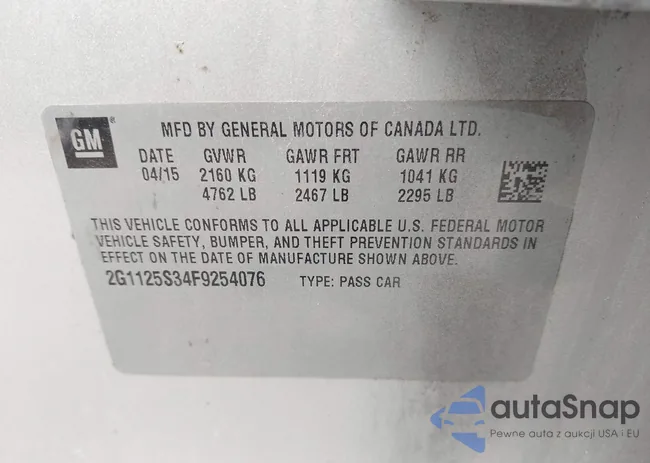 GM
MFD BY GENERAL MOTORS OF CANADA LTD.
DATE GVWR GAWR FRT GAWR RR
04/15 2160 KG 1119 KG 1041 KG
4762 LB 2467 LB 2295 LB
THIS VEHICLE CONFORMS TO ALL APPLICABLE U.S. FEDERAL MOTOR
VEHICLE SAFETY, BUMPER, AND THEFT PREVENTION STANDARDS IN
EFFECT ON THE DATE OF MANUFACTURE SHOWN ABOVE.
2G1125S34F9254076 TYPE: PASS CAR
autaSnap
Pewne auta z aukcji USA i EU